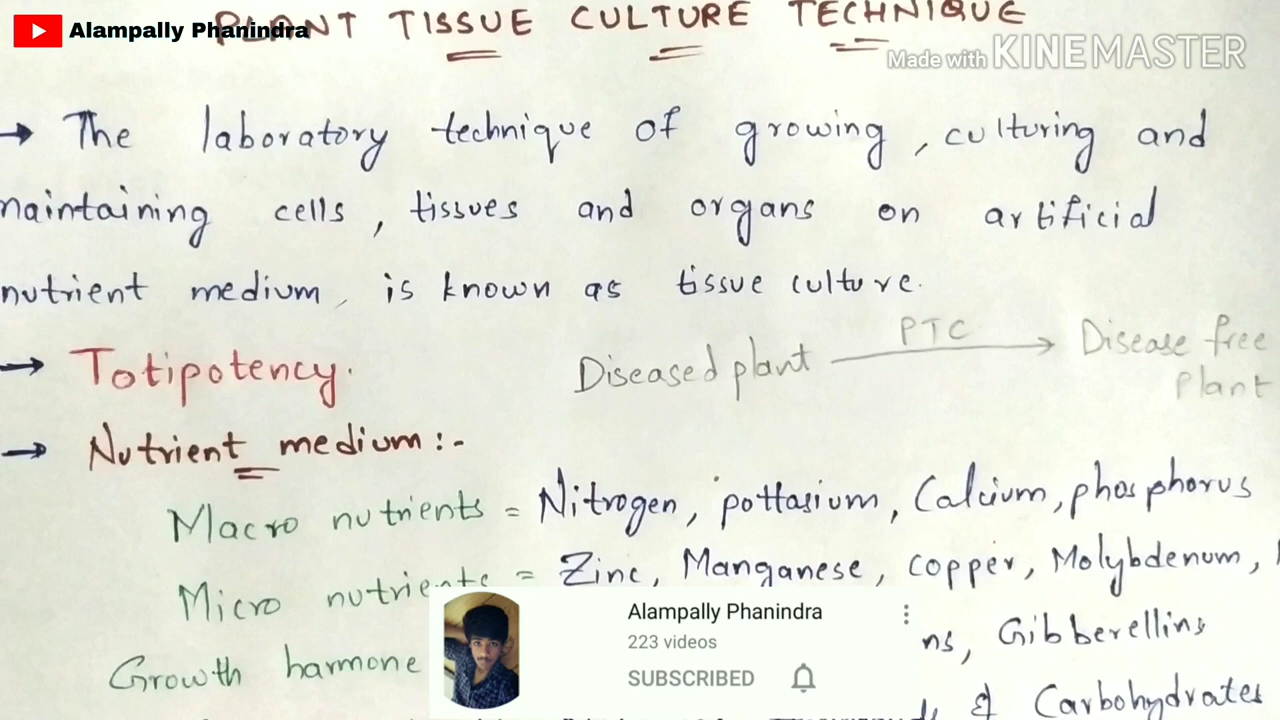 PLANT TISSUE CULTURE TECHNIQUE
Alampally Phanindra
Made with KINEMASTER
→ The laboratory technique of growing, culturing and
maintaining cells, tissues and organs on artificial
nutrient medium, is known as tissue culture.
→ Totipotency.
Diseased plant PTC → Disease free
plant
→ Nutrient medium :-
Macro nutrients = Nitrogen, pottasium, Calcium, phosphorus
Micro nutrients = Zinc, Manganese, copper, Molybdenum,
Growth harmone
ns, Gibberellins
& Carbohydrates
Alampally Phanindra
223 videos
SUBSCRIBED